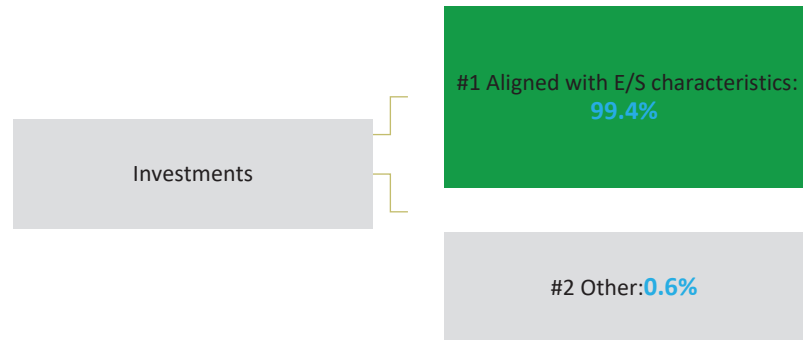 #1 Aligned with E/S characteristics:
99.4%
Investments
#2 Other:0.6%